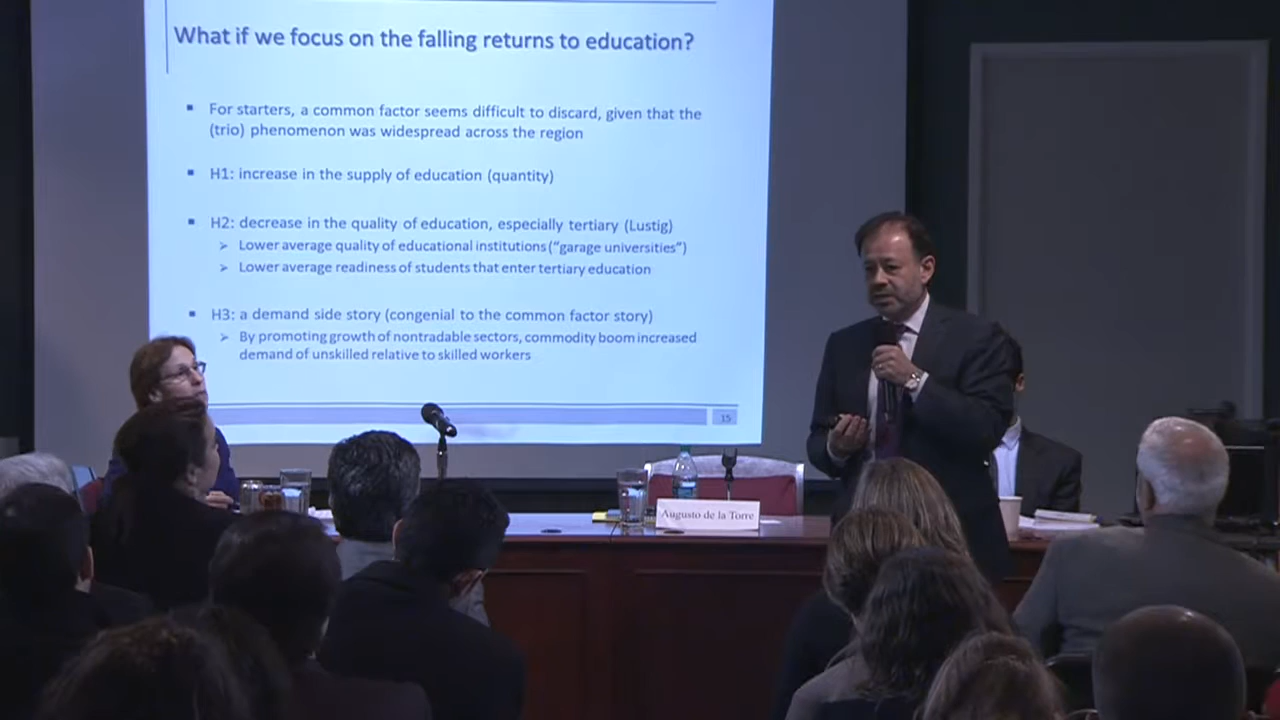 What if we focus on the falling returns to education?
▪ For starters, a common factor seems difficult to discard, given that the
(trio) phenomenon was widespread across the region
▪ H1: increase in the supply of education (quantity)
▪ H2: decrease in the quality of education, especially tertiary (Lustig)
➢ Lower average quality of educational institutions (“garage universities”)
➢ Lower average readiness of students that enter tertiary education
▪ H3: a demand side story (congenial to the common factor story)
➢ By promoting growth of nontradable sectors, commodity boom increased
demand of unskilled relative to skilled workers
15
Augusto de la Torre